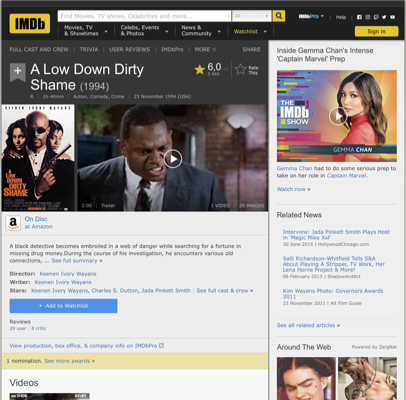 IMDb
Find Movies, TV shows, Celebrities and more...
All
IMDbPro
Help
Movies, TV & Showtimes
Celebs, Events & Photos
News & Community
Watchlist
Sign in
FULL CAST AND CREW | TRIVIA | USER REVIEWS | IMDbPro | MORE
SHARE
A Low Down Dirty
Shame (1994)
6,0
Rate
This
1h 40min | Action, Comedy, Crime | 23 November 1994 (USA)
A LOW DOWN
DIRTY
SHAME
2:05 | Trailer
1 VIDEO
On Disc
at Amazon
A black detective becomes embroiled in a web of danger while searching for a fortune in
missing drug money.During the course of his investigation, he encounters various old
connections, ... See full summary »
Director: Keenen Ivory Wayans
Writer: Keenen Ivory Wayans
Stars: Keenen Ivory Wayans, Charles S. Dutton, Jada Pinkett Smith | See full cast & crew »
+ Add to Watchlist
Reviews
29 user | 8 critic
View production, box office, & company info on IMDbPro
1 nomination. See more awards »
Videos
Inside Gemma Chan's Intense
'Captain Marvel' Prep
THE
IMDb
SHOW
GEMMA CHAN
Gemma Chan had to do some serious prep to
take on her role in Captain Marvel.
Watch now »
Related News
Interview: Jada Pinkett Smith Plays Host
in 'Magic Mike Xxl'
30 June 2015 | HollywoodChicago.com
Salli Richardson-Whitfield Tells S&A
About Playing A Stripper, TV Work, Her
Lena Horne Project & More!
06 February 2013 | ShadowAndAct
Kim Wayans Photo: Governors Awards
2011
23 November 2011 | Alt Film Guide
See all related articles »
Around The Web
Powered by ZergNet